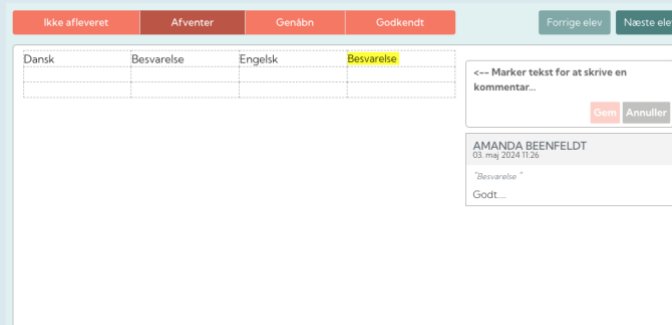 Ikke afleveret Afventer Genåbn Godkendt Forrige elev Næste elev
Dansk Besvarelse Engelsk Besvarelse
<-- Marker tekst for at skrive en
kommentar...
Gem Annuller
AMANDA BEENFELDT
03. maj 2024 11:26
"Besvarelse "
Godt....